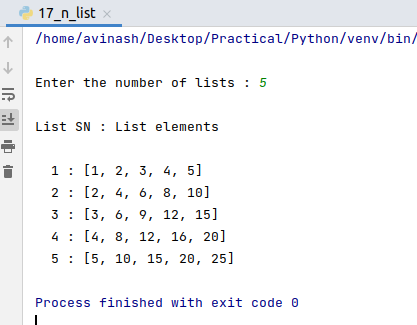 17_n_list
/home/avinash/Desktop/Practical/Python/venv/bin/
Enter the number of lists : 5
List SN : List elements
1 : [1, 2, 3, 4, 5]
2 : [2, 4, 6, 8, 10]
3 : [3, 6, 9, 12, 15]
4 : [4, 8, 12, 16, 20]
5 : [5, 10, 15, 20, 25]
Process finished with exit code 0